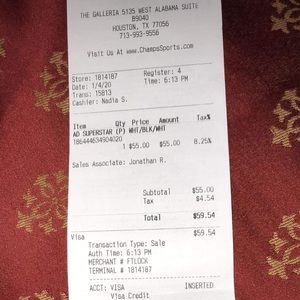 THE GALLERIA 5135 WEST ALABAMA SUITE
B9040
HOUSTON, TX 77056
713-993-9556
Visit Us At www.ChampsSports.com
Store: 1814187 Register: 4
Date: 1/4/20 Time: 6:13 PM
Trans: 15813
Cashier: Nadia S.
Item Qty Price Amount Tax%
AD SUPERSTAR (P) WHT/BLK/WHT
186444634904020 1 $55.00 $55.00 8.25%
Sales Associate: Jonathan R.
Subtotal $55.00
Tax $4.54
Total $59.54
Visa $59.54
Transaction Type: Sale
Auth Time: 6:13 PM
MERCHANT # FTLOCK
TERMINAL # 1814187
ACCT: VISA INSERTED
Visa Credit